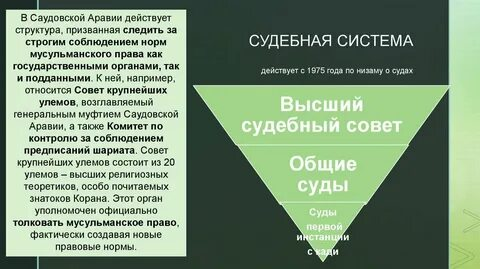 В Саудовской Аравии действует
структура, призванная следить за
строгим соблюдением норм
мусульманского права как
государственными органами, так
и подданными. К ней, например,
относится Совет крупнейших
улемов, возглавляемый
генеральным муфтием Саудовской
Аравии, а также Комитет по
контролю за соблюдением
предписаний шариата. Совет
крупнейших улемов состоит из 20
улемов – высших религиозных
теоретиков, особо почитаемых
знатоков Корана. Этот орган
уполномочен официально
толковать мусульманское право,
фактически создавая новые
правовые нормы.
СУДЕБНАЯ СИСТЕМА
действует с 1975 года по низаму о судах
Высший
судебный совет
Общие
суды
Суды
первой
инстанции
с кади